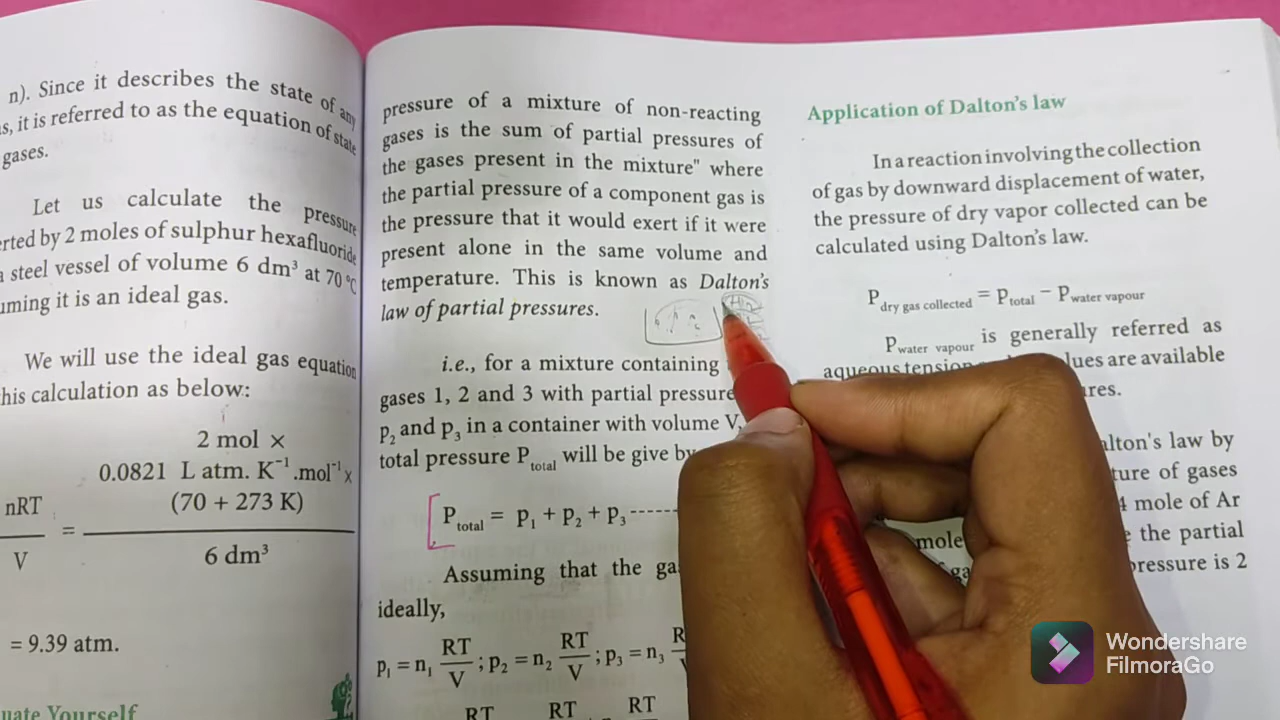 n). Since it describes the state of any
s, it is referred to as the equation of state
gases.
Let us calculate the pressure
erted by 2 moles of sulphur hexafluoride
a steel vessel of volume 6 dm³ at 70 °C
uming it is an ideal gas.
We will use the ideal gas equation
his calculation as below:
2 mol ×
0.0821 L atm. K⁻¹.mol⁻¹ ×
(70 + 273 K)
nRT
V
=
6 dm³
= 9.39 atm.
uate Yourself
pressure of a mixture of non-reacting
gases is the sum of partial pressures of
the gases present in the mixture" where
the partial pressure of a component gas is
the pressure that it would exert if it were
present alone in the same volume and
temperature. This is known as Dalton's
law of partial pressures.
i.e., for a mixture containing
gases 1, 2 and 3 with partial pressure
p₂ and p₃ in a container with volume V,
total pressure P total will be give by
P total = p₁ + p₂ + p₃ ------
Assuming that the ga
ideally,
p₁ = n₁ RT/V ; p₂ = n₂ RT/V ; p₃ = n₃ R
V
RT RT RT
Application of Dalton's law
In a reaction involving the collection
of gas by downward displacement of water,
the pressure of dry vapor collected can be
calculated using Dalton's law.
P dry gas collected = P total − P water vapour
P water vapour is generally referred as
aqueous tension lues are available
res.
alton's law by
ture of gases
4 mole of Ar
mole the partial
ga pressure is 2
Wondershare
FilmoraGo